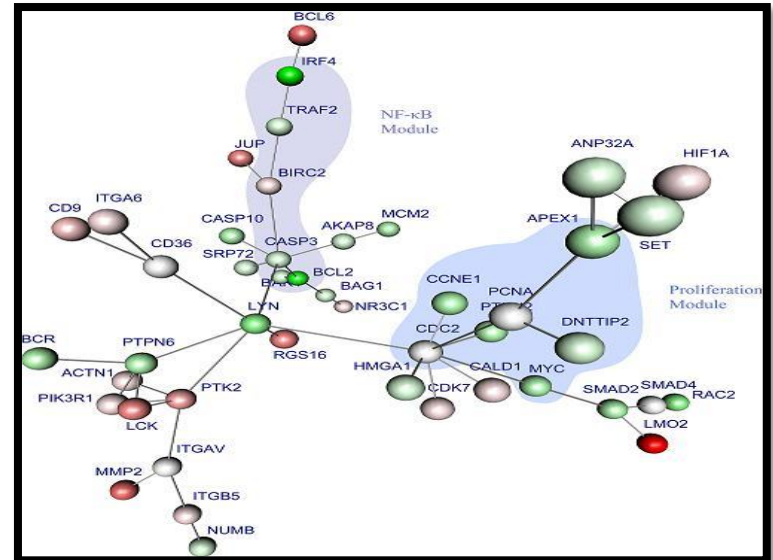 BCL6
IRF4
NF-κB
Module
TRAF2
JUP
BIRC2
ANP32A
HIF1A
CD9
ITGA6
CASP10
AKAP8
MCM2
APEX1
SET
CD36
SRP72
CASP3
BCL2
BAG1
NR3C1
CCNE1
PCNA
Proliferation
Module
LYN
RGS16
CDC2
DNTTIP2
BCR
PTPN6
HMGA1
CALD1
MYC
ACTN1
PTK2
CDK7
SMAD2
SMAD4
RAC2
PIK3R1
LCK
LMO2
ITGAV
MMP2
ITGB5
NUMB